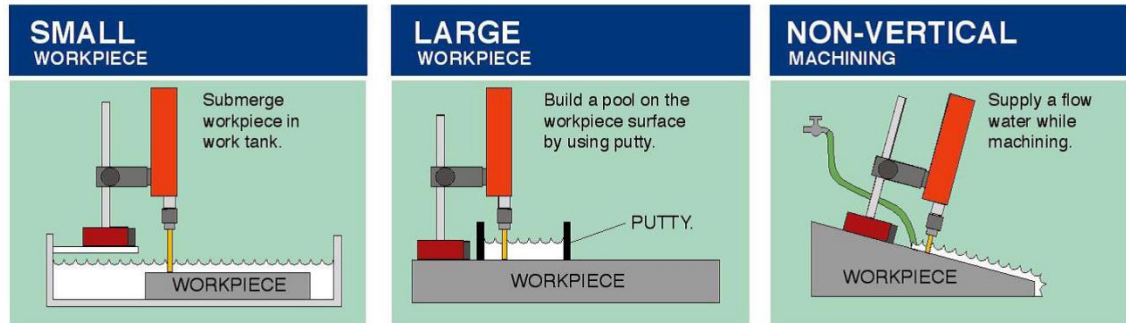 SMALL
WORKPIECE
Submerge
workpiece in
work tank.
WORKPIECE
LARGE
WORKPIECE
Build a pool on the
workpiece surface
by using putty.
PUTTY.
WORKPIECE
NON-VERTICAL
MACHINING
Supply a flow
water while
machining.
WORKPIECE